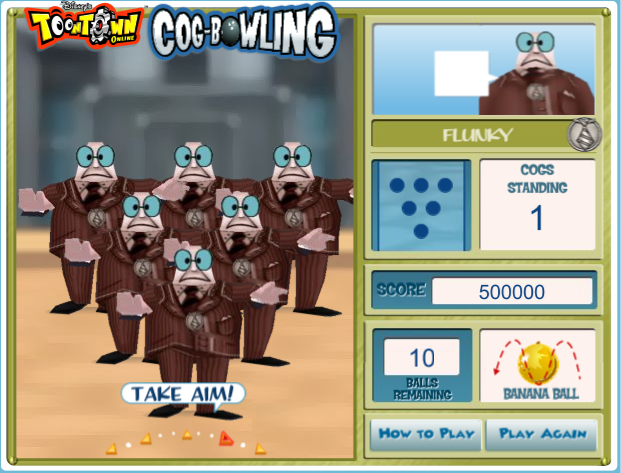 Disney's
TOONTOWN
ONLINE
COG-BOWLING
FLUNKY
COGS
STANDING
1
SCORE 500000
10
BALLS
REMAINING
BANANA BALL
TAKE AIM!
HOW TO PLAY
PLAY AGAIN